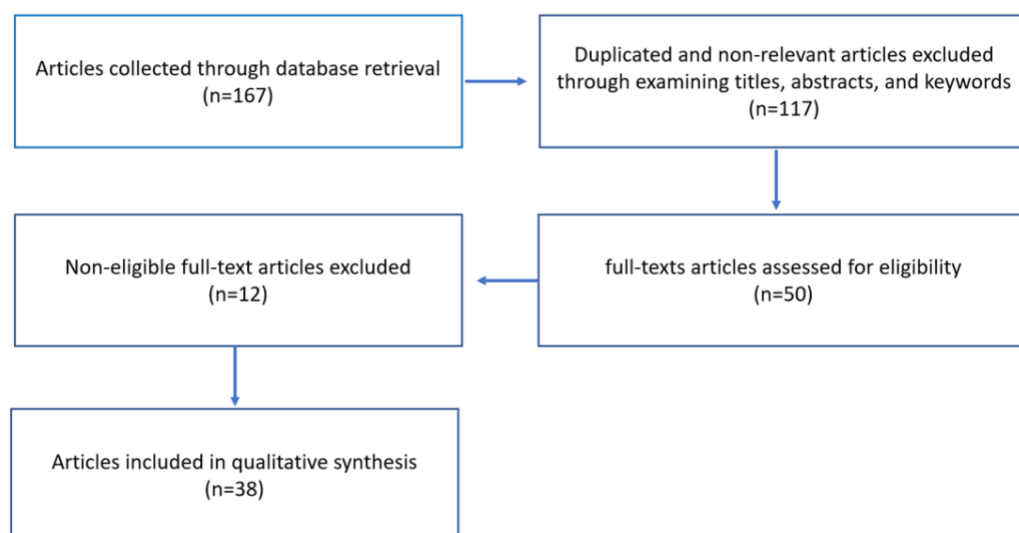 Articles collected through database retrieval
(n=167)
Duplicated and non-relevant articles excluded
through examining titles, abstracts, and keywords
(n=117)
full-texts articles assessed for eligibility
(n=50)
Non-eligible full-text articles excluded
(n=12)
Articles included in qualitative synthesis
(n=38)